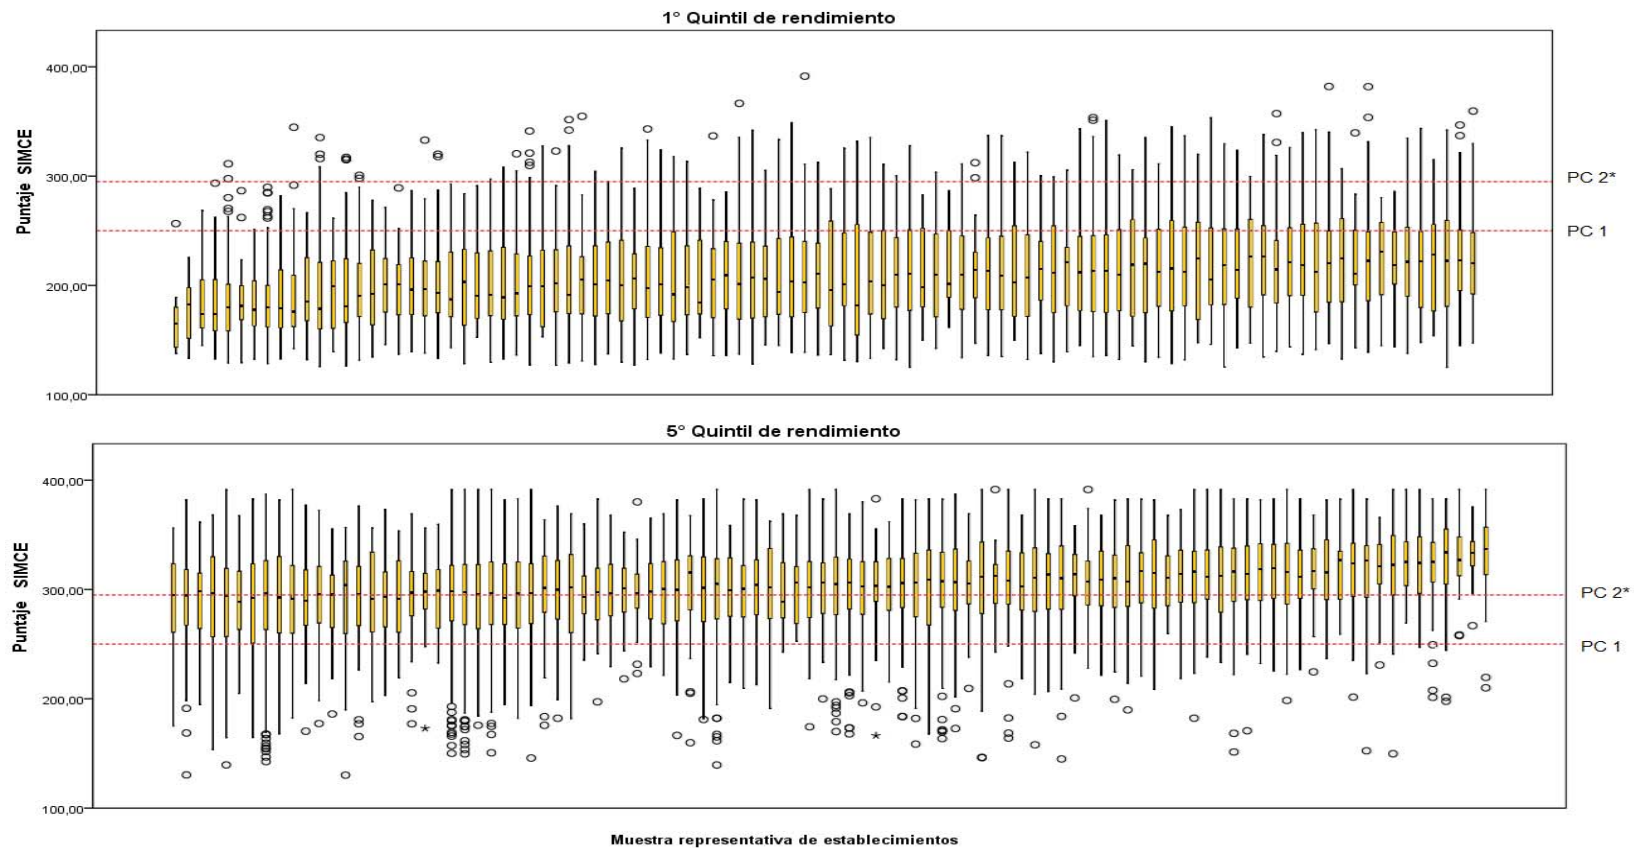 1° Quintil de rendimiento
400,00
300,00
200,00
100,00
Puntaje SIMCE
PC 2*
PC 1
5° Quintil de rendimiento
400,00
300,00
200,00
100,00
Puntaje SIMCE
PC 2*
PC 1
Muestra representativa de establecimientos